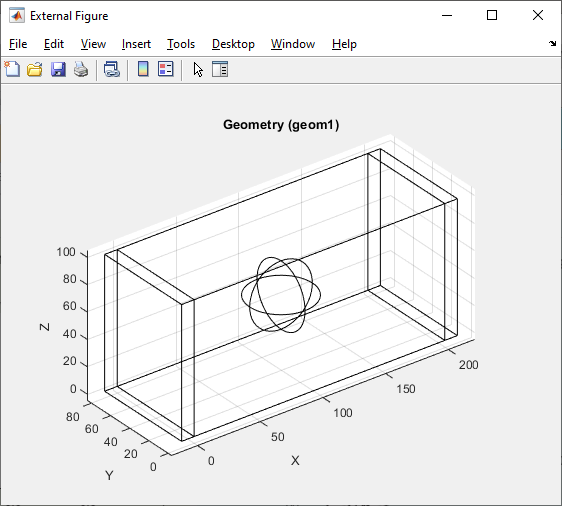 External Figure
File Edit View Insert Tools Desktop Window Help
Geometry (geom1)
100
80
60
40
20
0
Z
80
60
40
20
0
Y
0
50
100
150
200
X